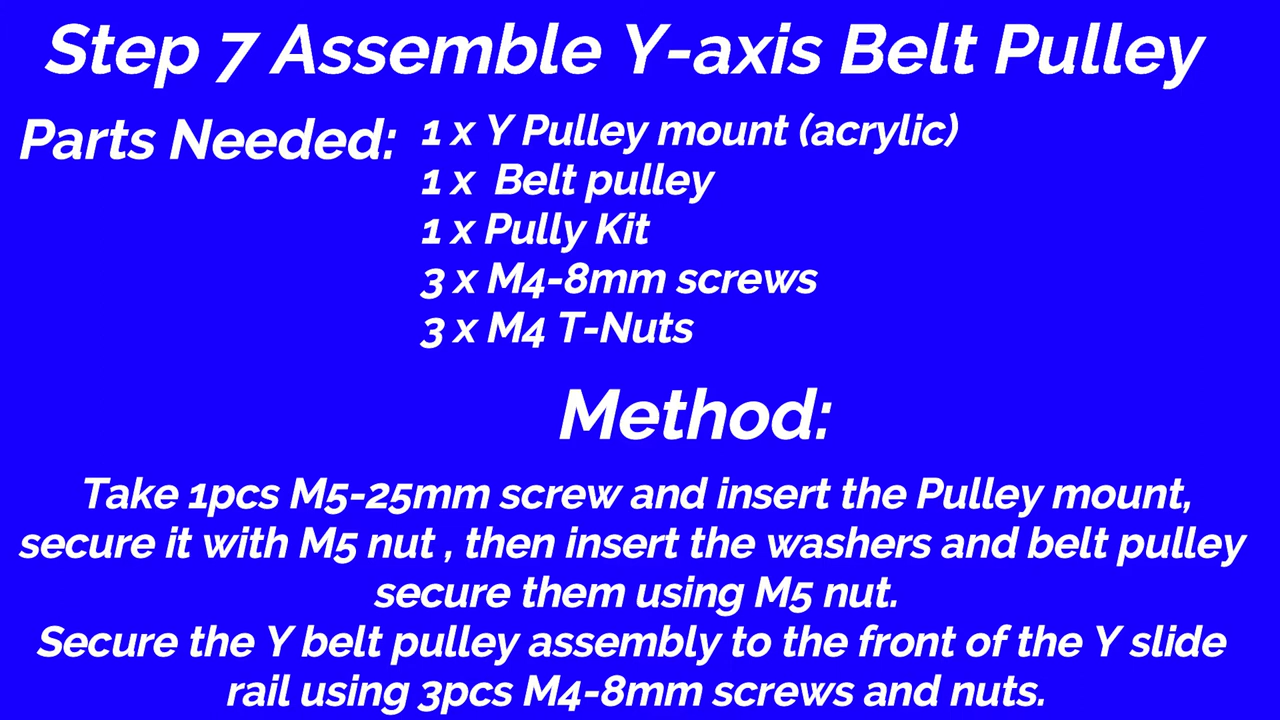 Step 7 Assemble Y-axis Belt Pulley
Parts Needed:
1 x Y Pulley mount (acrylic)
1 x Belt pulley
1 x Pully Kit
3 x M4-8mm screws
3 x M4 T-Nuts
Method:
Take 1pcs M5-25mm screw and insert the Pulley mount,
secure it with M5 nut , then insert the washers and belt pulley
secure them using M5 nut.
Secure the Y belt pulley assembly to the front of the Y slide
rail using 3pcs M4-8mm screws and nuts.